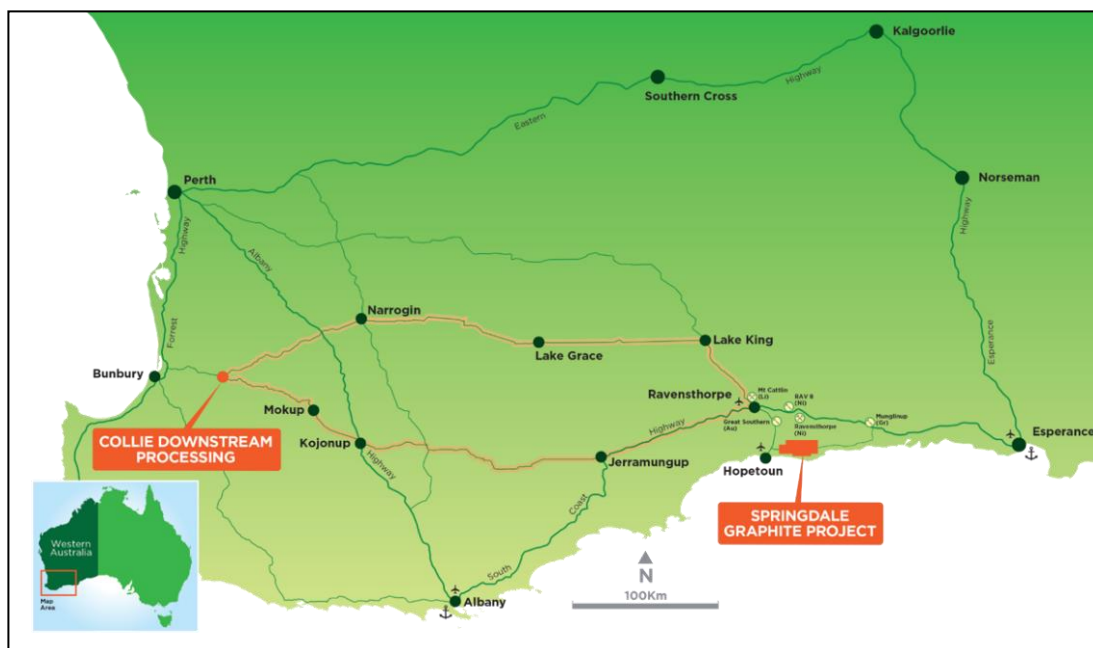 Kalgoorlie
Southern Cross
Highway
Eastern
Perth
Norseman
Highway
Albany
Highway
Narrogin
Lake Grace
Lake King
Forrest
Bunbury
Esperance
Ravensthorpe
Mt Cattlin
(Li)
RAV 8
(Ni)
Mokup
COLLIE DOWNSTREAM
PROCESSING
Kojonup
Highway
Great Southern
(Au)
Ravensthorpe
(Ni)
Munglinup
(Gr)
Esperance
Highway
Jerramungup
Hopetoun
SPRINGDALE
GRAPHITE PROJECT
Coast
South
Albany
Western
Australia
Map
Area
N
100Km